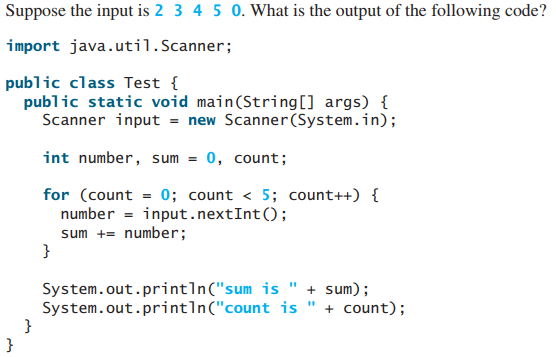 Suppose the input is 2 3 4 5 0. What is the output of the following code?
import java.util.Scanner;
public class Test {
public static void main(String[] args) {
Scanner input = new Scanner(System.in);
int number, sum = 0, count;
for (count = 0; count < 5; count++) {
number = input.nextInt();
sum += number;
}
System.out.println("sum is " + sum);
System.out.println("count is " + count);
}
}